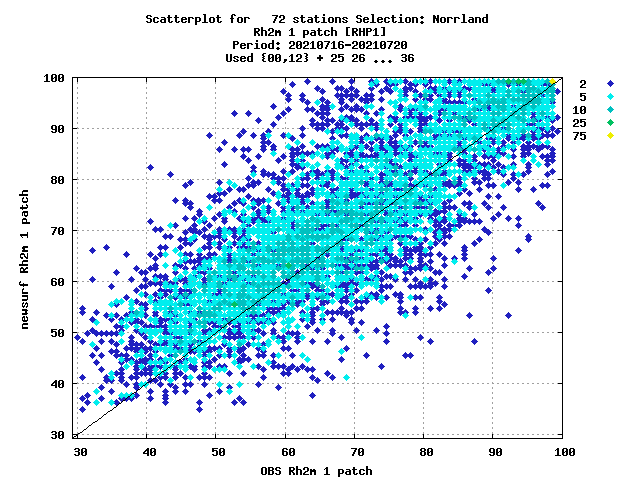 Scatterplot for   72 stations Selection: Norrland
Rh2m 1 patch [RHP1]
Period: 20210716-20210720
Used {00,12} + 25 26 ... 36
2
5
10
25
75
100
90
80
70
60
50
40
30
newsurf Rh2m 1 patch
30 40 50 60 70 80 90 100
OBS Rh2m 1 patch